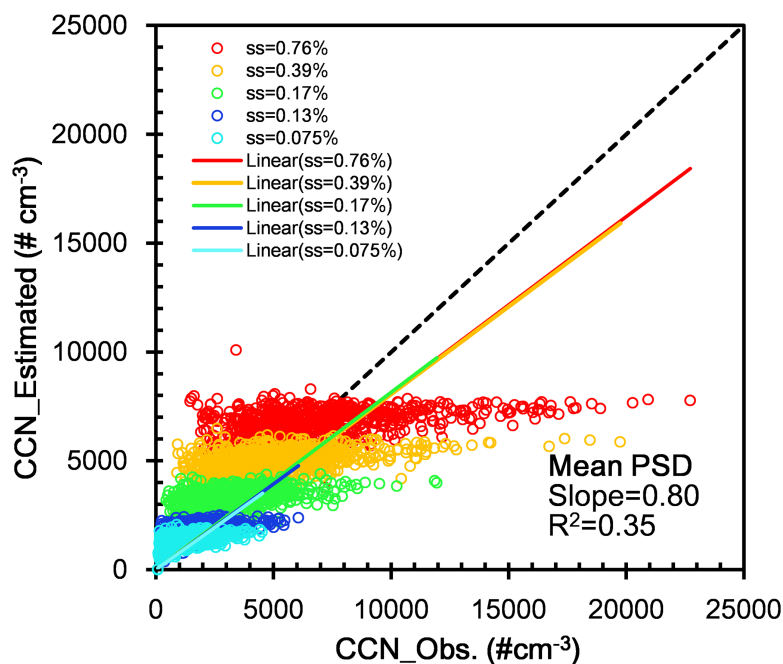 25000
20000
15000
10000
5000
0
CCN_Estimated (# cm-3)
ss=0.76%
ss=0.39%
ss=0.17%
ss=0.13%
ss=0.075%
Linear(ss=0.76%)
Linear(ss=0.39%)
Linear(ss=0.17%)
Linear(ss=0.13%)
Linear(ss=0.075%)
Mean PSD
Slope=0.80
R²=0.35
0 5000 10000 15000 20000 25000
CCN_Obs. (#cm-3)